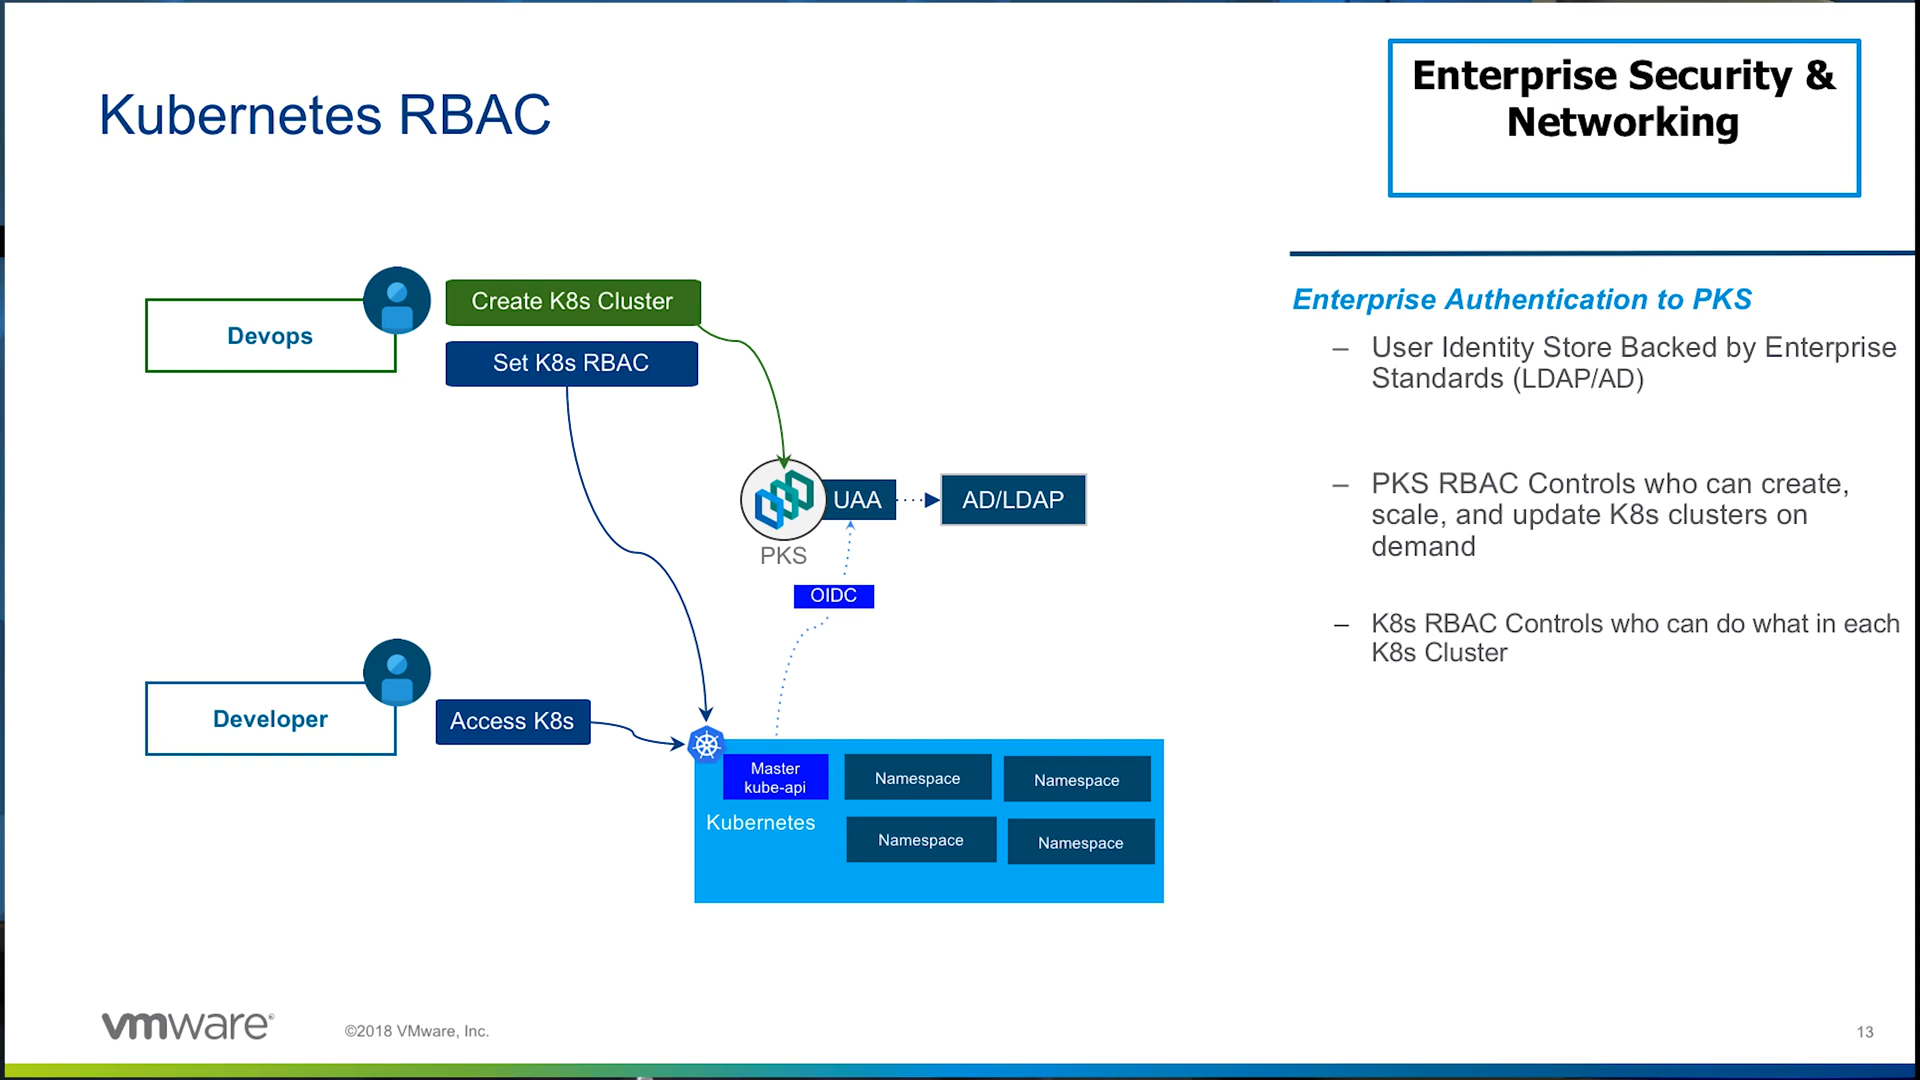 Kubernetes RBAC
Enterprise Security &
Networking
Devops
Create K8s Cluster
Set K8s RBAC
PKS
UAA
AD/LDAP
OIDC
Developer
Access K8s
Master
kube-api
Kubernetes
Namespace
Namespace
Namespace
Namespace
Enterprise Authentication to PKS
– User Identity Store Backed by Enterprise
Standards (LDAP/AD)
– PKS RBAC Controls who can create,
scale, and update K8s clusters on
demand
– K8s RBAC Controls who can do what in each
K8s Cluster
vmware®
©2018 VMware, Inc.
13